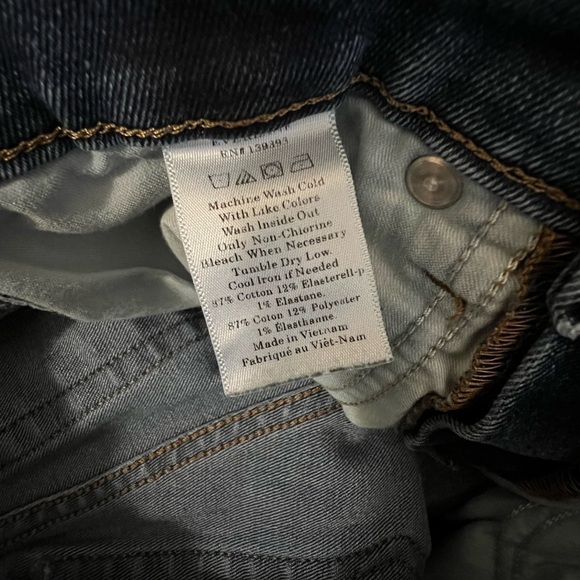 EN# 139393
Machine Wash Cold
With Like Colors
Wash Inside Out
Only Non-Chlorine
Bleach When Necessary
Tumble Dry Low.
Cool Iron if Needed
87% Cotton 12% Elasterell-p
1% Elastane.
87% Coton 12% Polyester
1% Élasthanne.
Made in Vietnam
Fabriqué au Viêt-Nam